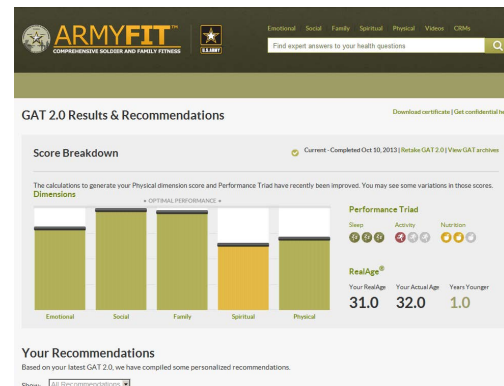 Emotional Social Family Spiritual Physical Videos CRMs
ARMYFIT™
COMPREHENSIVE SOLDIER AND FAMILY FITNESS
U.S.ARMY
Find expert answers to your health questions
GAT 2.0 Results & Recommendations
Download certificate | Get confidential he
Score Breakdown
Current - Completed Oct 10, 2013 | Retake GAT 2.0 | View GAT archives
The calculations to generate your Physical dimension score and Performance Triad have recently been improved. You may see some variations in those scores.
Dimensions
• OPTIMAL PERFORMANCE •
Performance Triad
Sleep Activity Nutrition
RealAge®
Your RealAge Your Actual Age Years Younger
31.0 32.0 1.0
Emotional Social Family Spiritual Physical
Your Recommendations
Based on your latest GAT 2.0, we have compiled some personalized recommendations.
Show: All Recommendations